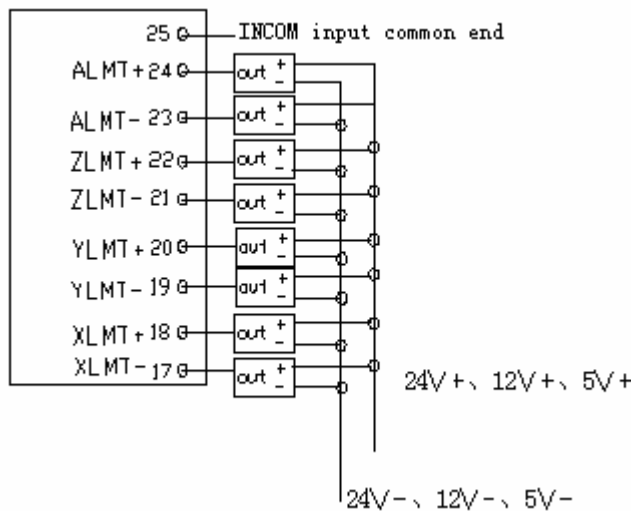 25 INCOM input common end
ALMT+ 24 out + -
ALMT- 23 out + -
ZLMT+ 22 out + -
ZLMT- 21 out + -
YLMT+ 20 out + -
YLMT- 19 out + -
XLMT+ 18 out + -
XLMT- 17 out + -
24V+、12V+、5V+
24V-、12V-、5V-